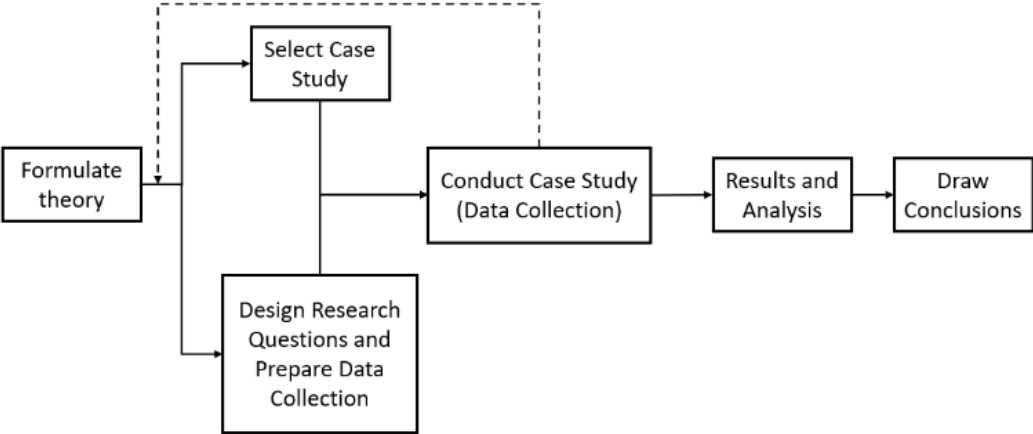 Formulate
theory
Select Case
Study
Design Research
Questions and
Prepare Data
Collection
Conduct Case Study
(Data Collection)
Results and
Analysis
Draw
Conclusions